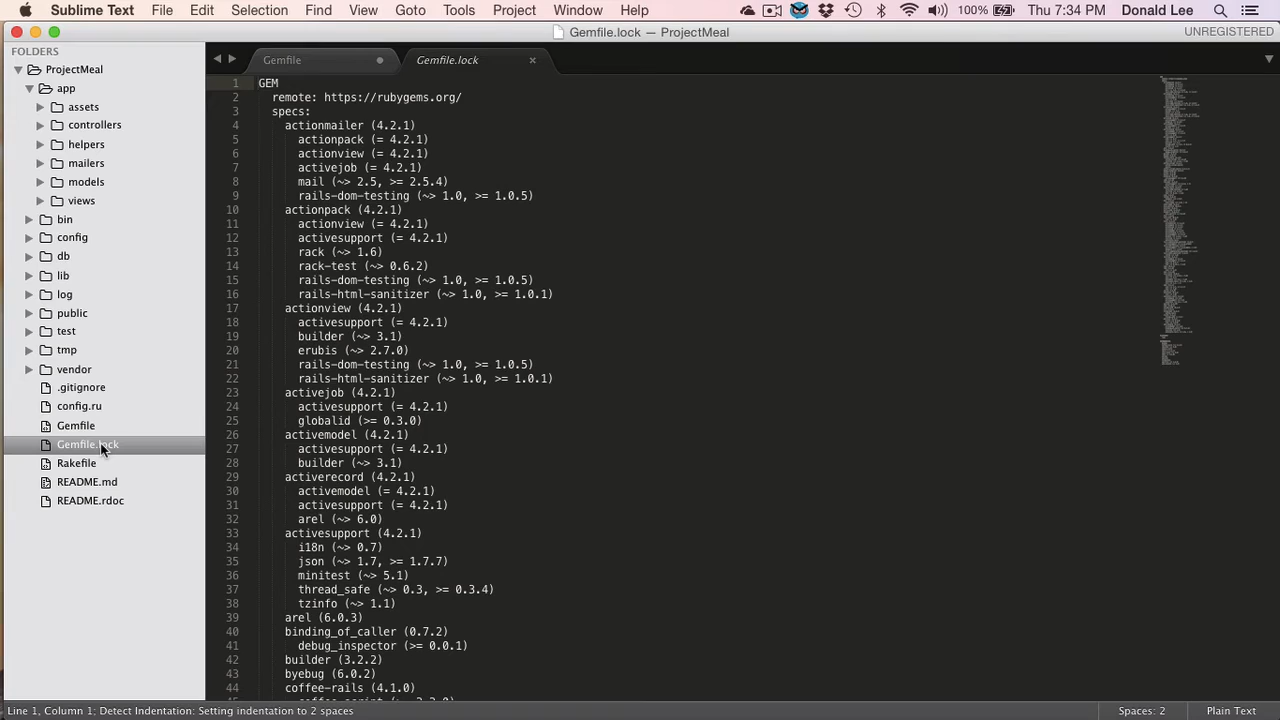 Sublime Text File Edit Selection Find View Goto Tools Project Window Help 100% Thu 7:34 PM Donald Lee
Gemfile.lock — ProjectMeal UNREGISTERED
FOLDERS
ProjectMeal
app
assets
controllers
helpers
mailers
models
views
bin
config
db
lib
log
public
test
tmp
vendor
.gitignore
config.ru
Gemfile
Gemfile.lock
Rakefile
README.md
README.rdoc
Gemfile Gemfile.lock
1 GEM
2 remote: https://rubygems.org/
3 specs:
4 actionmailer (4.2.1)
5 actionpack (= 4.2.1)
6 actionview (= 4.2.1)
7 activejob (= 4.2.1)
8 mail (~> 2.5, >= 2.5.4)
9 rails-dom-testing (~> 1.0, >= 1.0.5)
10 actionpack (4.2.1)
11 actionview (= 4.2.1)
12 activesupport (= 4.2.1)
13 rack (~> 1.6)
14 rack-test (~> 0.6.2)
15 rails-dom-testing (~> 1.0, >= 1.0.5)
16 rails-html-sanitizer (~> 1.0, >= 1.0.1)
17 actionview (4.2.1)
18 activesupport (= 4.2.1)
19 builder (~> 3.1)
20 erubis (~> 2.7.0)
21 rails-dom-testing (~> 1.0, >= 1.0.5)
22 rails-html-sanitizer (~> 1.0, >= 1.0.1)
23 activejob (4.2.1)
24 activesupport (= 4.2.1)
25 globalid (>= 0.3.0)
26 activemodel (4.2.1)
27 activesupport (= 4.2.1)
28 builder (~> 3.1)
29 activerecord (4.2.1)
30 activemodel (= 4.2.1)
31 activesupport (= 4.2.1)
32 arel (~> 6.0)
33 activesupport (4.2.1)
34 i18n (~> 0.7)
35 json (~> 1.7, >= 1.7.7)
36 minitest (~> 5.1)
37 thread_safe (~> 0.3, >= 0.3.4)
38 tzinfo (~> 1.1)
39 arel (6.0.3)
40 binding_of_caller (0.7.2)
41 debug_inspector (>= 0.0.1)
42 builder (3.2.2)
43 byebug (6.0.2)
44 coffee-rails (4.1.0)
Line 1, Column 1; Detect Indentation: Setting indentation to 2 spaces Spaces: 2 Plain Text